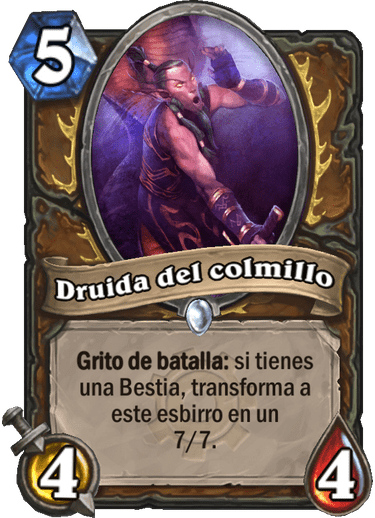 5
Druida del colmillo
Grito de batalla: si tienes
una Bestia, transforma a
este esbirro en un
7/7.
4
4